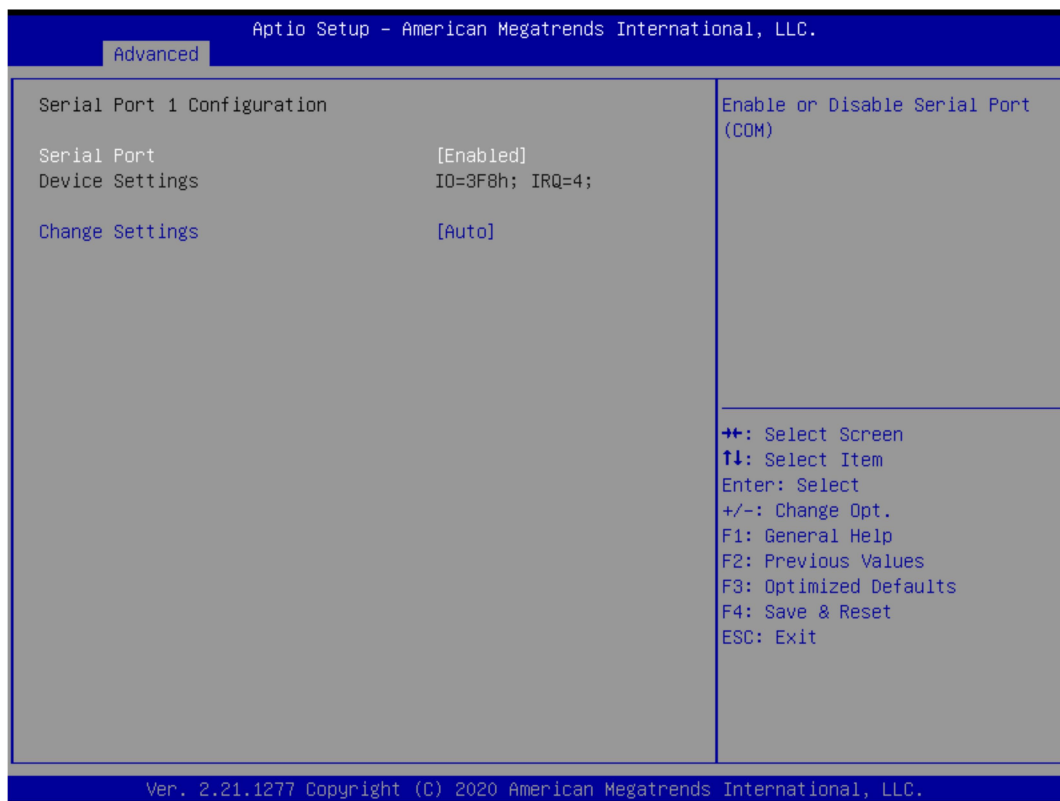 Aptio Setup – American Megatrends International, LLC.
Advanced
Serial Port 1 Configuration
Serial Port [Enabled]
Device Settings IO=3F8h; IRQ=4;
Change Settings [Auto]
Enable or Disable Serial Port
(COM)
→←: Select Screen
↑↓: Select Item
Enter: Select
+/-: Change Opt.
F1: General Help
F2: Previous Values
F3: Optimized Defaults
F4: Save & Reset
ESC: Exit
Ver. 2.21.1277 Copyright (C) 2020 American Megatrends International, LLC.